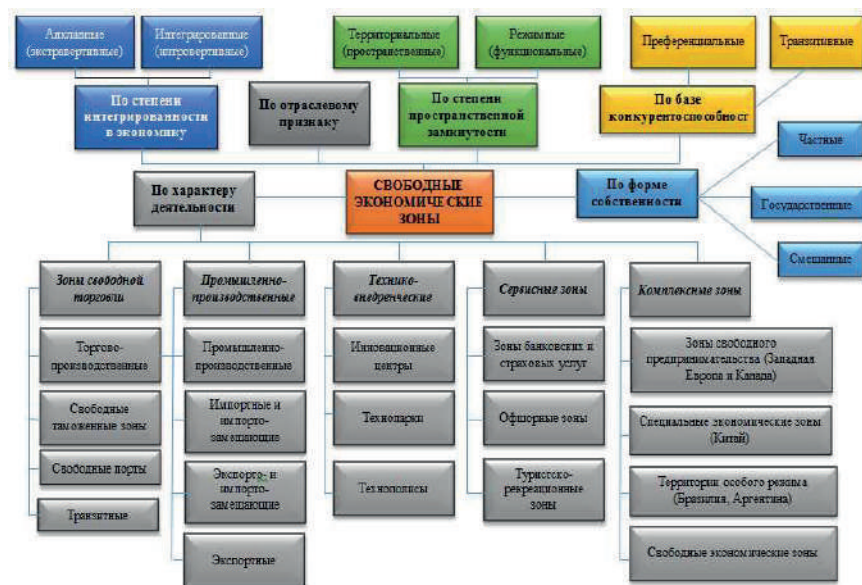 Анклавные
(экстравертивные)
Интегрированные
(интровертивные)
Территориальные
(пространственные)
Режимные
(функциональные)
Преференциальные
Транзитивные
По степени
интегрированности
в экономику
По отраслевому
признаку
По степени
пространственной
замкнутости
По базе
конкурентоспособност
Частные
По характеру
деятельности
СВОБОДНЫЕ
ЭКОНОМИЧЕСКИЕ
ЗОНЫ
По форме
собственности
Государственные
Смешанные
Зоны свободной
торговли
Промышленно-
производственные
Технико-
внедренческие
Сервисные зоны
Комплексные зоны
Торгово-
производственные
Промышленно-
производственные
Инновационные
центры
Зоны банковских и
страховых услуг
Зоны свободного
предпринимательства (Западная
Европа и Канада)
Свободные
таможенные зоны
Импортные и
импорто-
замещающие
Технопарки
Офшорные зоны
Специальные экономические зоны
(Китай)
Свободные порты
Экспорто- и
импорто-
замещающие
Технополисы
Туристско-
рекреационные
зоны
Территории особого режима
(Бразилия, Аргентина)
Транзитные
Экспортные
Свободные экономические зоны